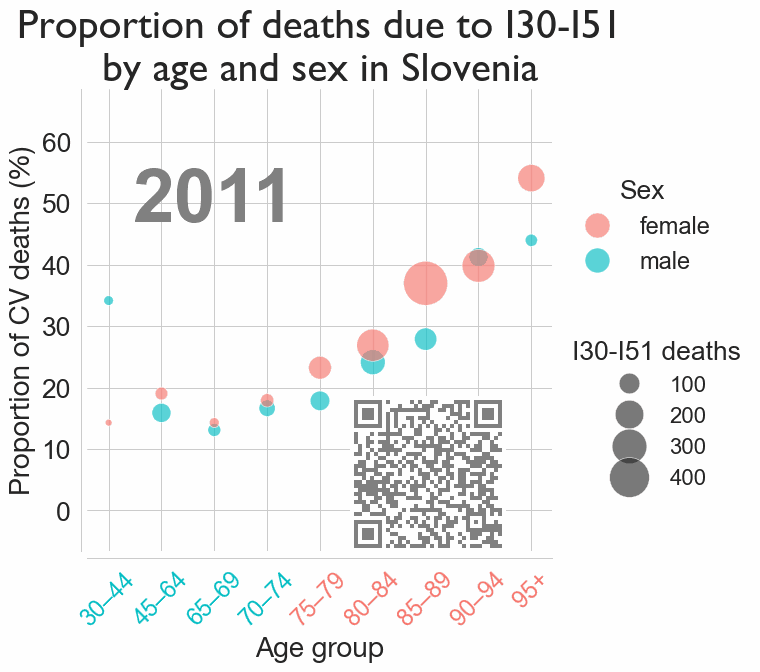 Proportion of deaths due to I30-I51
by age and sex in Slovenia
2011
Proportion of CV deaths (%)
60
50
40
30
20
10
0
30–44
45–64
65–69
70–74
75–79
80–84
85–89
90–94
95+
Age group
Sex
female
male
I30-I51 deaths
100
200
300
400